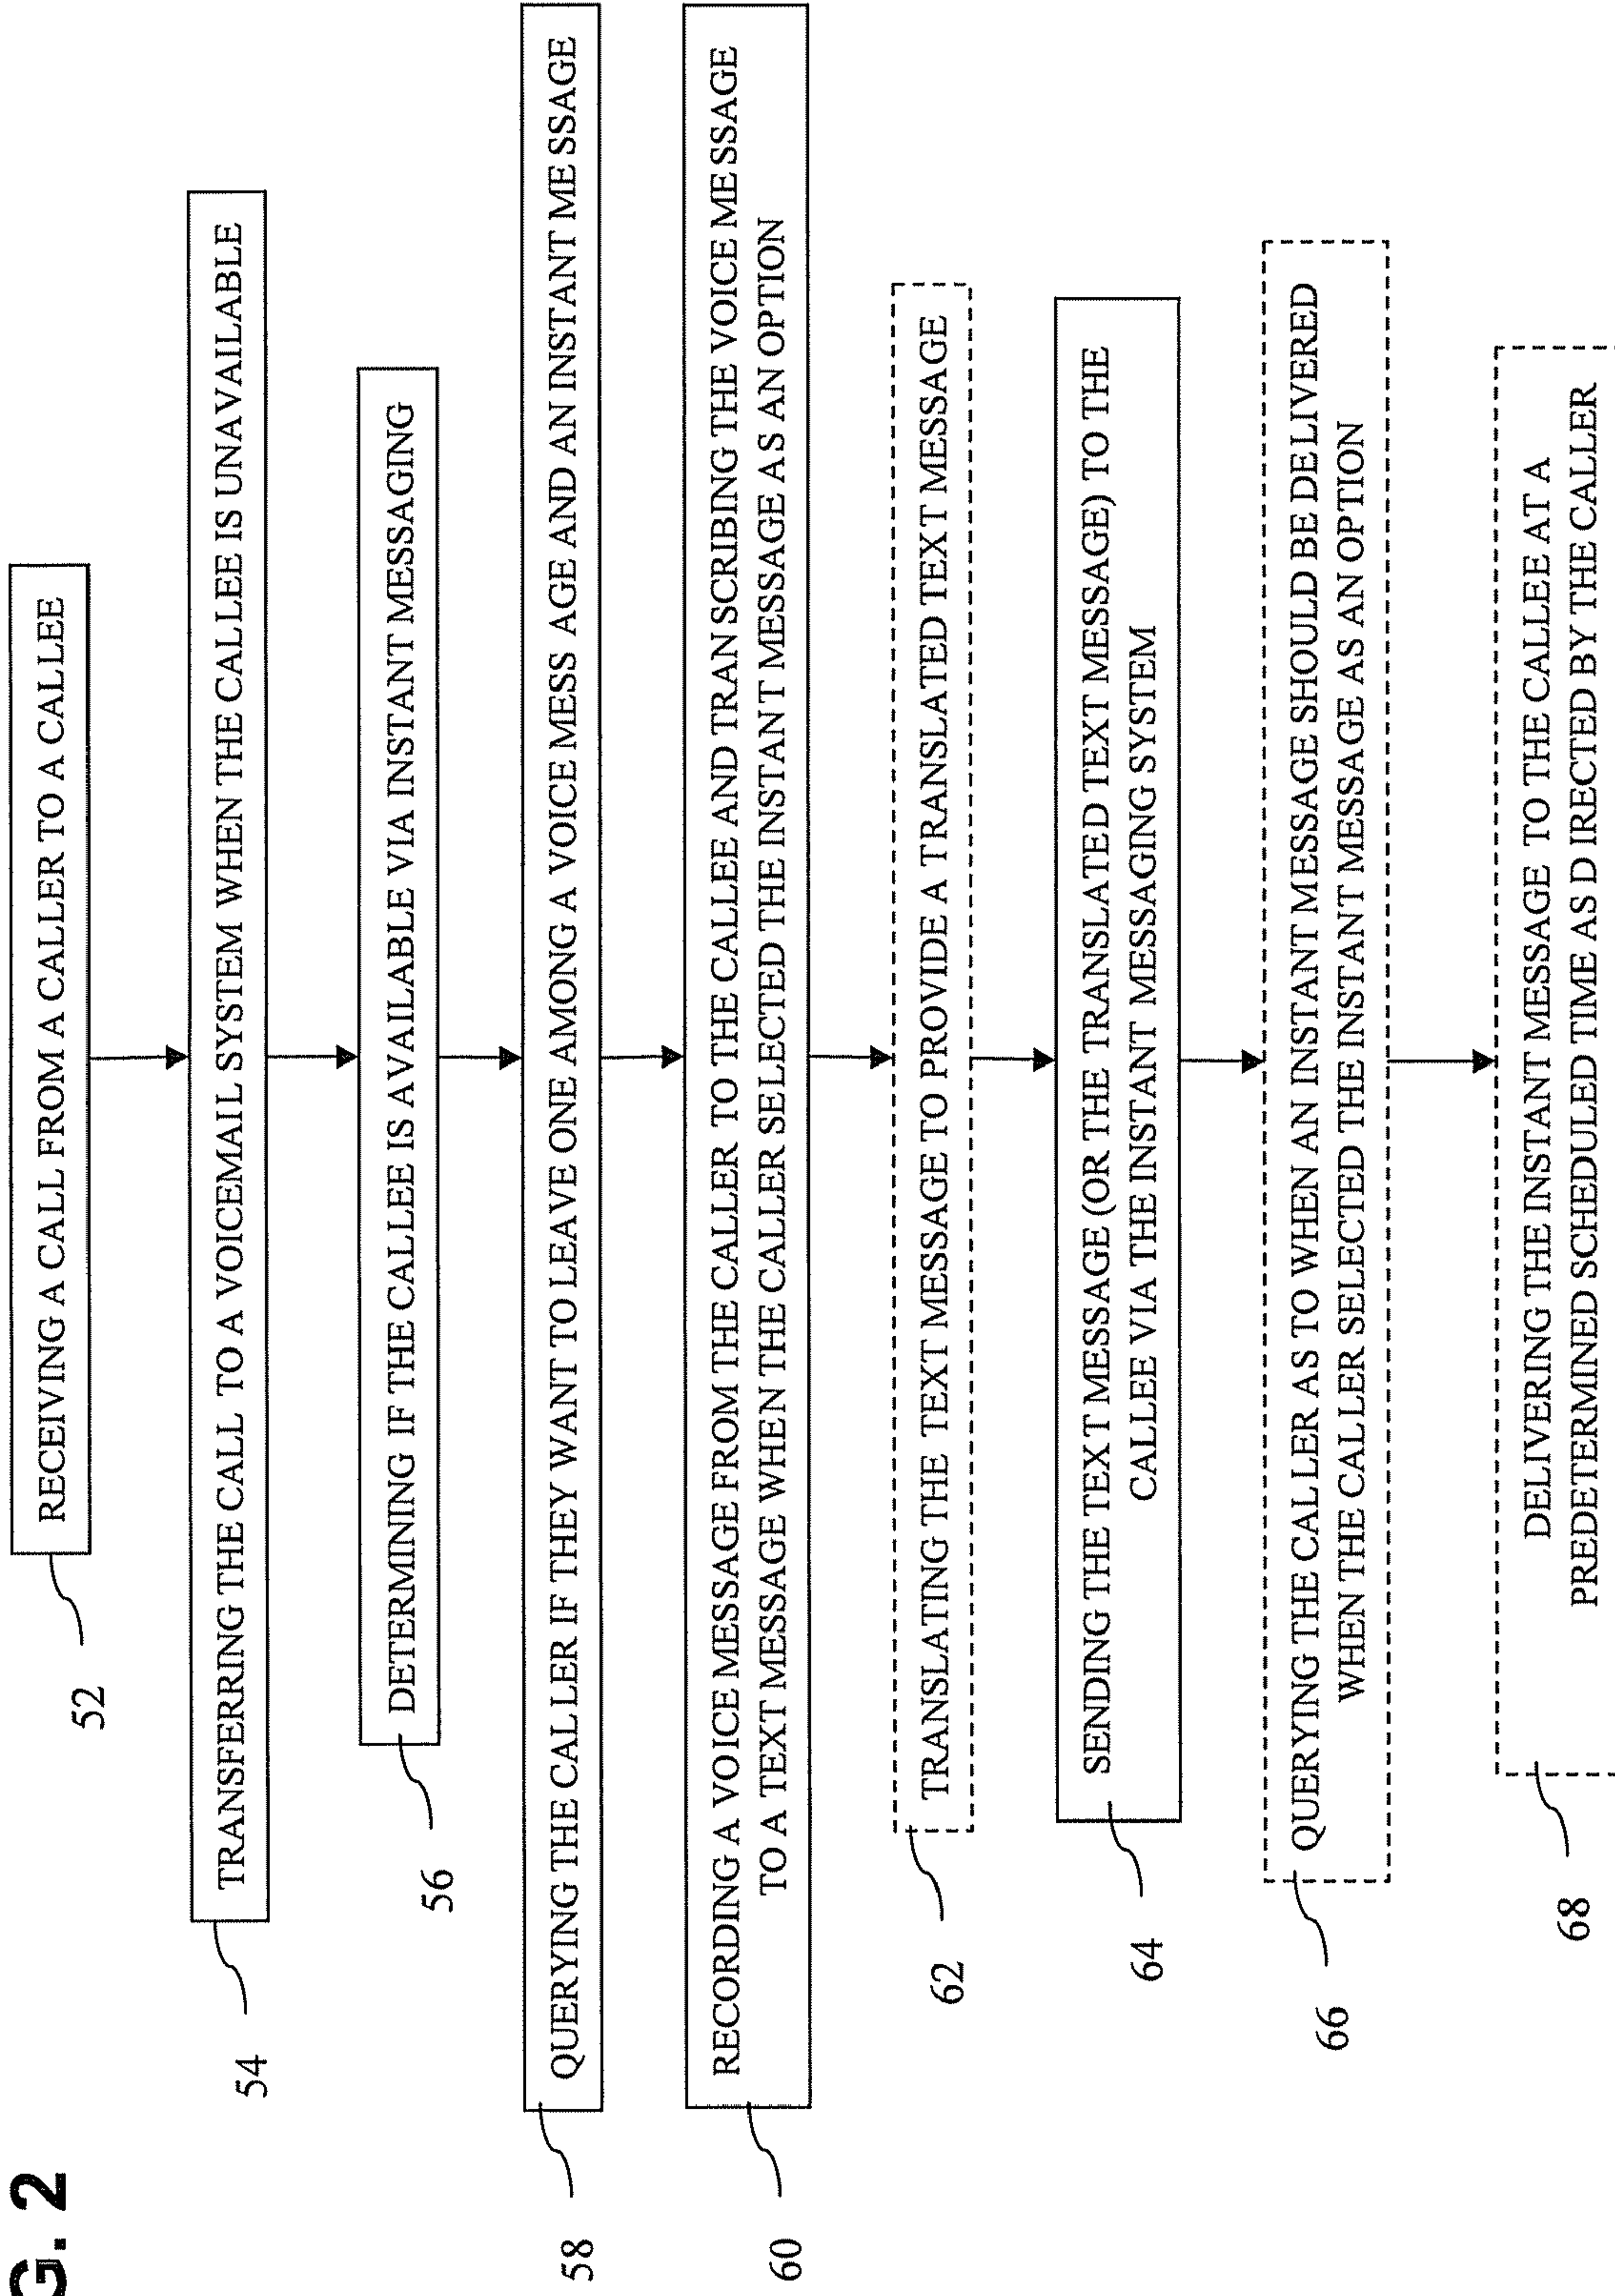 G. 2
52
RECEIVING A CALL FROM A CALLER TO A CALLEE
54
TRANSFERRING THE CALL TO A VOICEMAIL SYSTEM WHEN THE CALLEE IS UNAVAILABLE
56
DETERMINING IF THE CALLEE IS AVAILABLE VIA INSTANT MESSAGING
58
QUERYING THE CALLER IF THEY WANT TO LEAVE ONE AMONG A VOICE MESS AGE AND AN INSTANT MESSAGE
60
RECORDING A VOICE MESSAGE FROM THE CALLER TO THE CALLEE AND TRANSCRIBING THE VOICE MESSAGE
TO A TEXT MESSAGE WHEN THE CALLER SELECTED THE INSTANT MESSAGE AS AN OPTION
62
TRANSLATING THE TEXT MESSAGE TO PROVIDE A TRANSLATED TEXT MESSAGE
64
SENDING THE TEXT MESSAGE (OR THE TRANSLATED TEXT MESSAGE) TO THE
CALLEE VIA THE INSTANT MESSAGING SYSTEM
66
QUERYING THE CALLER AS TO WHEN AN INSTANT MESSAGE SHOULD BE DELIVERED
WHEN THE CALLER SELECTED THE INSTANT MESSAGE AS AN OPTION
68
DELIVERING THE INSTANT MESSAGE TO THE CALLEE AT A
PREDETERMINED SCHEDULED TIME AS D IRECTED BY THE CALLER